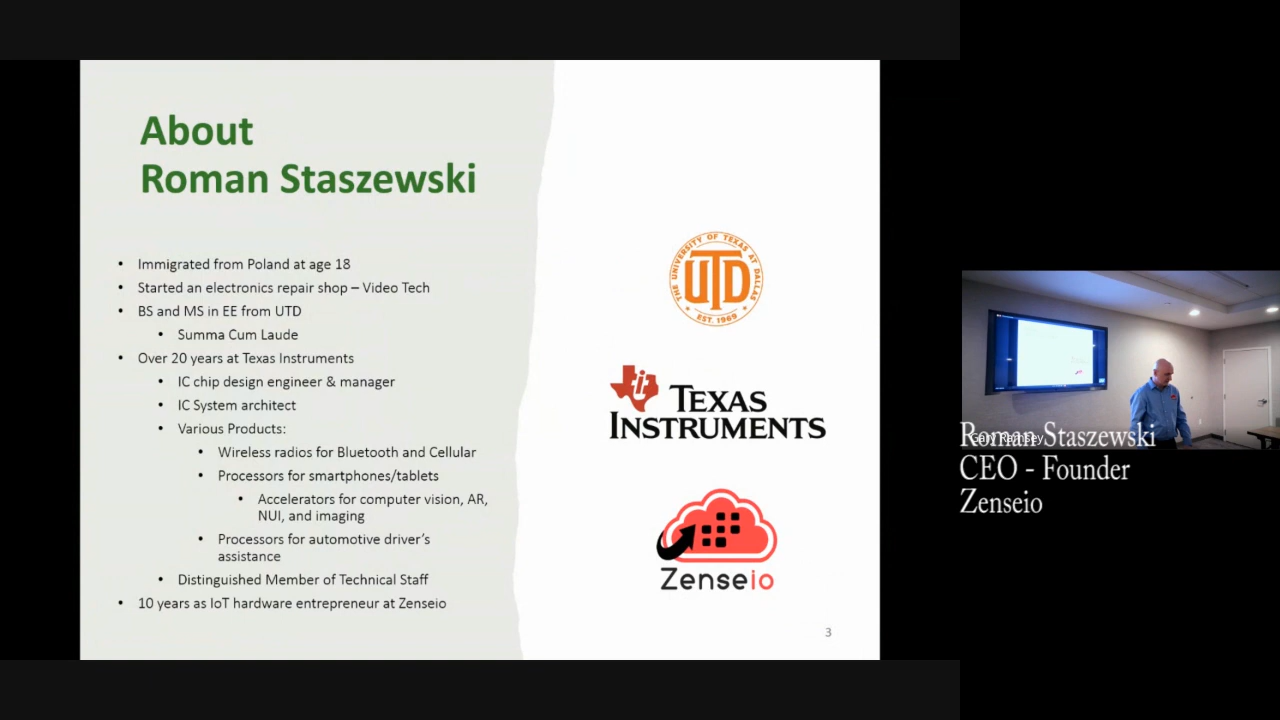 About
Roman Staszewski
• Immigrated from Poland at age 18
• Started an electronics repair shop – Video Tech
• BS and MS in EE from UTD
• Summa Cum Laude
• Over 20 years at Texas Instruments
• IC chip design engineer & manager
• IC System architect
• Various Products:
• Wireless radios for Bluetooth and Cellular
• Processors for smartphones/tablets
• Accelerators for computer vision, AR,
NUI, and imaging
• Processors for automotive driver's
assistance
• Distinguished Member of Technical Staff
• 10 years as IoT hardware entrepreneur at Zenseio
THE UNIVERSITY OF TEXAS AT DALLAS
UTD
EST. 1969
TEXAS
INSTRUMENTS
Zenseio
3
Gary Ramsey
Roman Staszewski
CEO - Founder
Zenseio